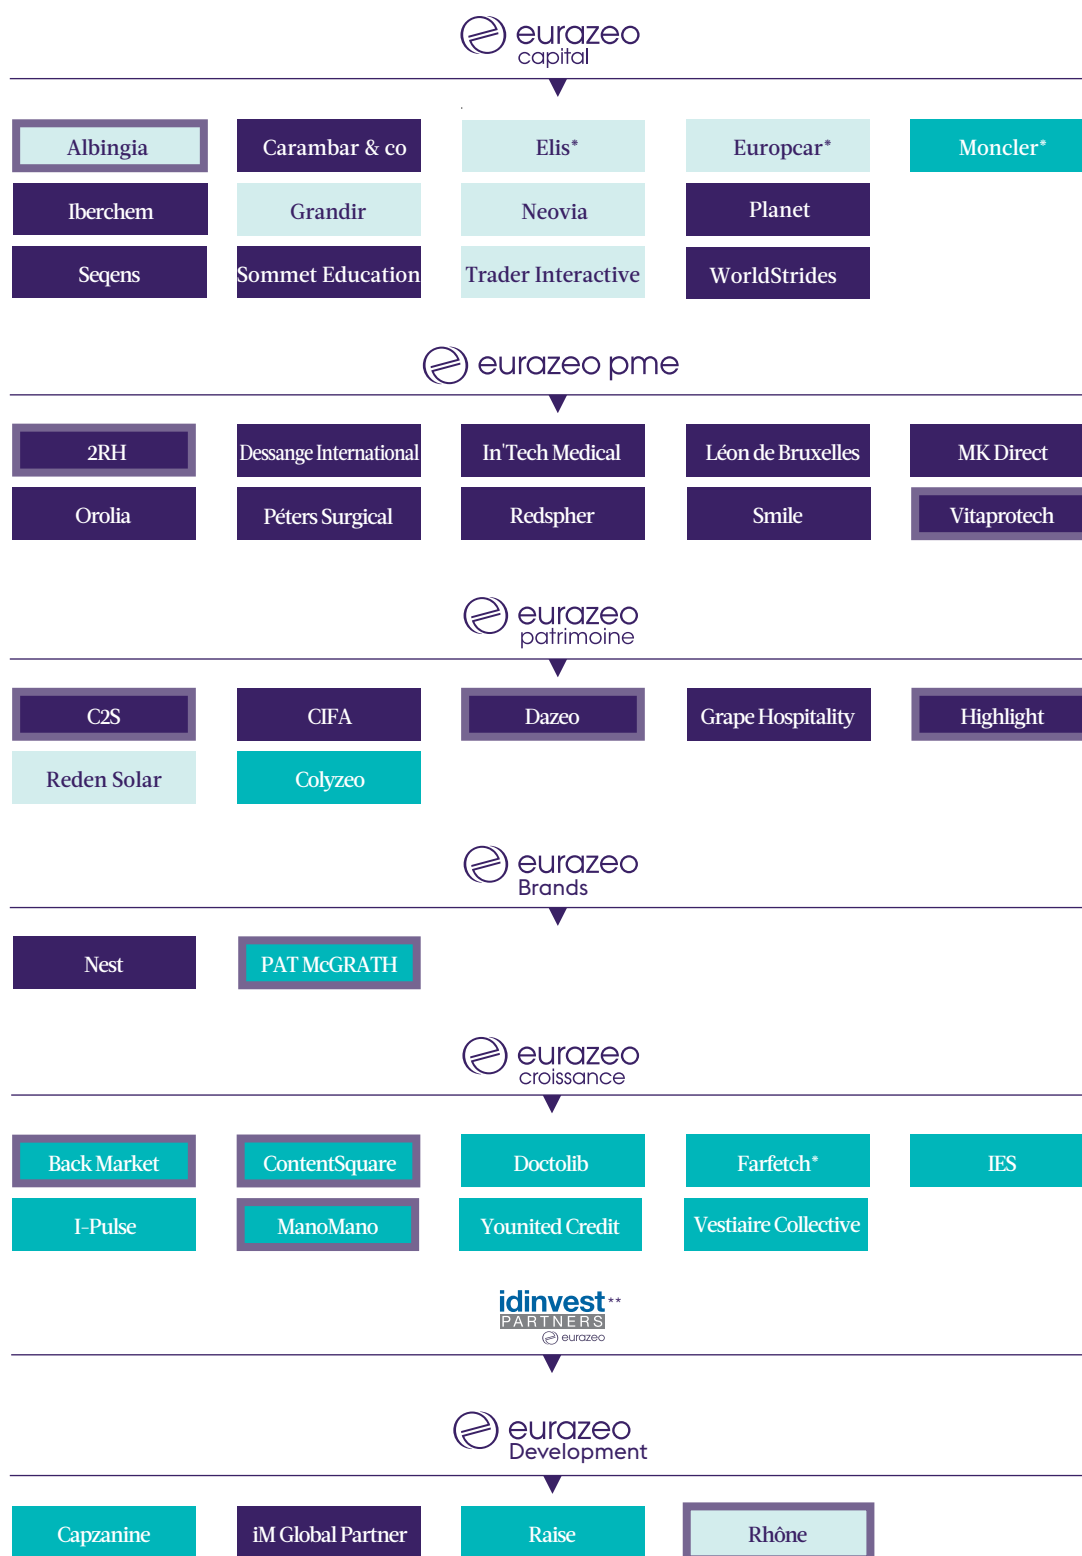 eurazeo
capital
Albingia
Carambar & co
Elis*
Europcar*
Moncler*
Iberchem
Grandir
Neovia
Planet
Seqens
Sommet Education
Trader Interactive
WorldStrides
eurazeo pme
2RH
Dessange International
In'Tech Medical
Léon de Bruxelles
MK Direct
Orolia
Péters Surgical
Redspher
Smile
Vitaprotech
eurazeo
patrimoine
C2S
CIFA
Dazeo
Grape Hospitality
Highlight
Reden Solar
Colyzeo
eurazeo
Brands
Nest
PAT McGRATH
eurazeo
croissance
Back Market
ContentSquare
Doctolib
Farfetch*
IES
I-Pulse
ManoMano
Younited Credit
Vestiaire Collective
idinvest **
PARTNERS
eurazeo
eurazeo
Development
Capzanine
iM Global Partner
Raise
Rhône